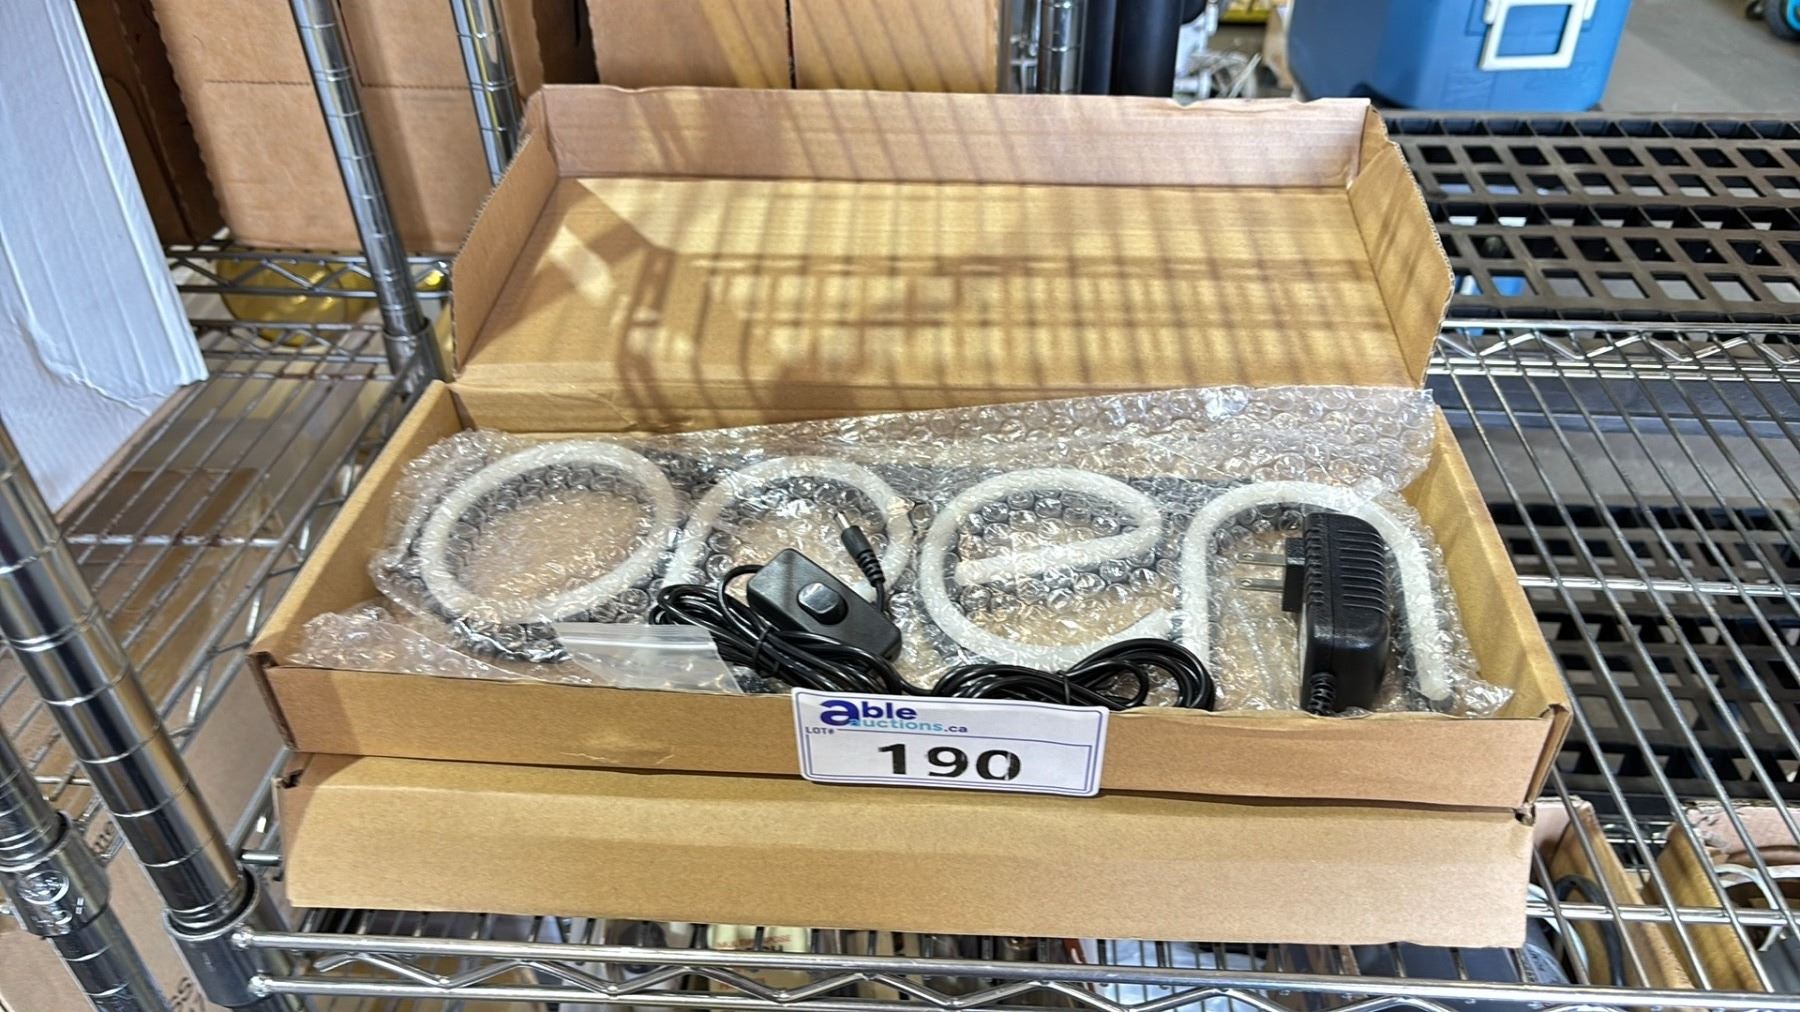 open
Able
auctions.ca
LOT#
190